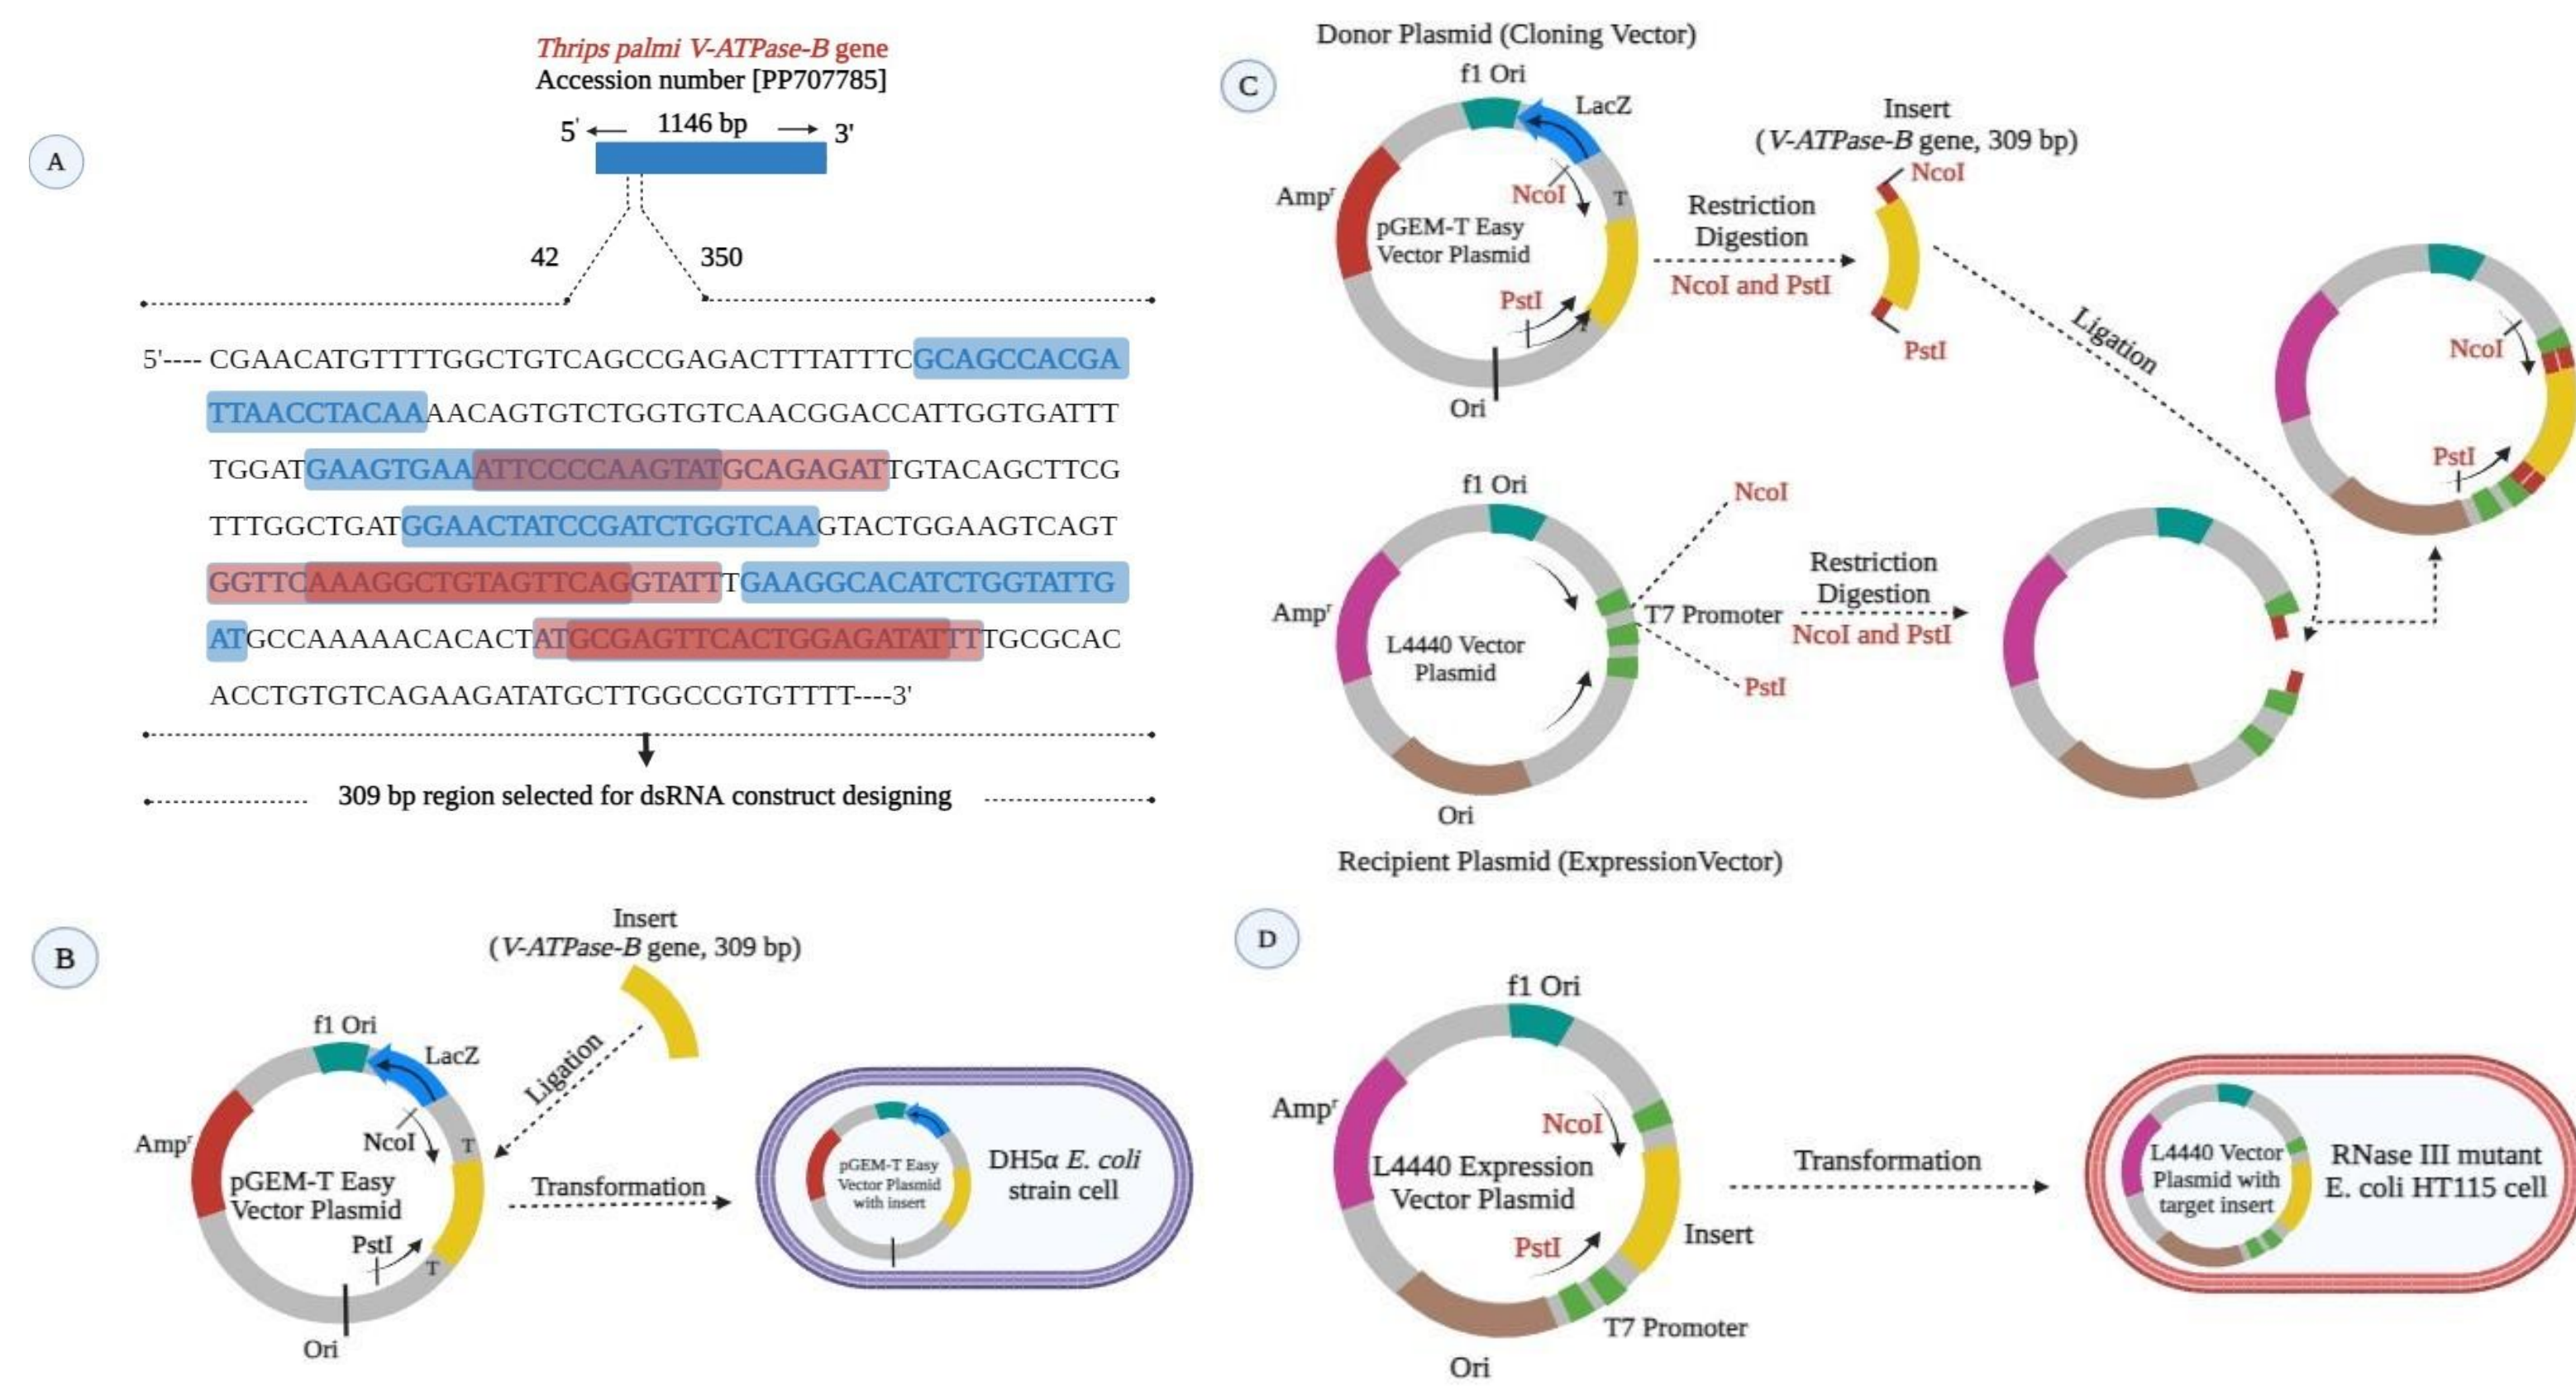 A
Thrips palmi V-ATPase-B gene
Accession number [PP707785]
5' 1146 bp 3'
42 350
5'---- CGAACATGTTTTGGCTGTCAGCCGAGACTTTATTTCGCAGCCACGA
TTAACCTACAAAACAGTGTCTGGTGTCAACGGACCATTGGTGATTT
TGGATGAAGTGAAATTCCCCAAGTATGCAGAGATTGTACAGCTTCG
TTTGGCTGATGGAACTATCCGATCTGGTCAAGTACTGGAAGTCAGT
GGTTCAAAGGCTGTAGTTCAGGTATTTGAAGGCACATCTGGTATTG
ATGCCAAAAACACACTATGCGAGTTCACTGGAGATATTTTGCGCAC
ACCTGTGTCAGAAGATATGCTTGGCCGTGTTTT----3'
309 bp region selected for dsRNA construct designing
B
Insert
(V-ATPase-B gene, 309 bp)
f1 Ori
LacZ
Ligation
Ampʳ
NcoI
T
pGEM-T Easy
Vector Plasmid
PstI
T
Ori
Transformation
pGEM-T Easy
Vector Plasmid
with insert
DH5α E. coli
strain cell
C
Donor Plasmid (Cloning Vector)
f1 Ori
LacZ
Ampʳ
NcoI
T
pGEM-T Easy
Vector Plasmid
PstI
T
Ori
Restriction
Digestion
NcoI and PstI
Insert
(V-ATPase-B gene, 309 bp)
NcoI
PstI
Ligation
NcoI
PstI
f1 Ori
NcoI
Ampʳ
T7 Promoter
L4440 Vector
Plasmid
PstI
Ori
Restriction
Digestion
NcoI and PstI
Recipient Plasmid (ExpressionVector)
D
f1 Ori
Ampʳ
NcoI
L4440 Expression
Vector Plasmid
PstI
Insert
T7 Promoter
Ori
Transformation
L4440 Vector
Plasmid with
target insert
RNase III mutant
E. coli HT115 cell